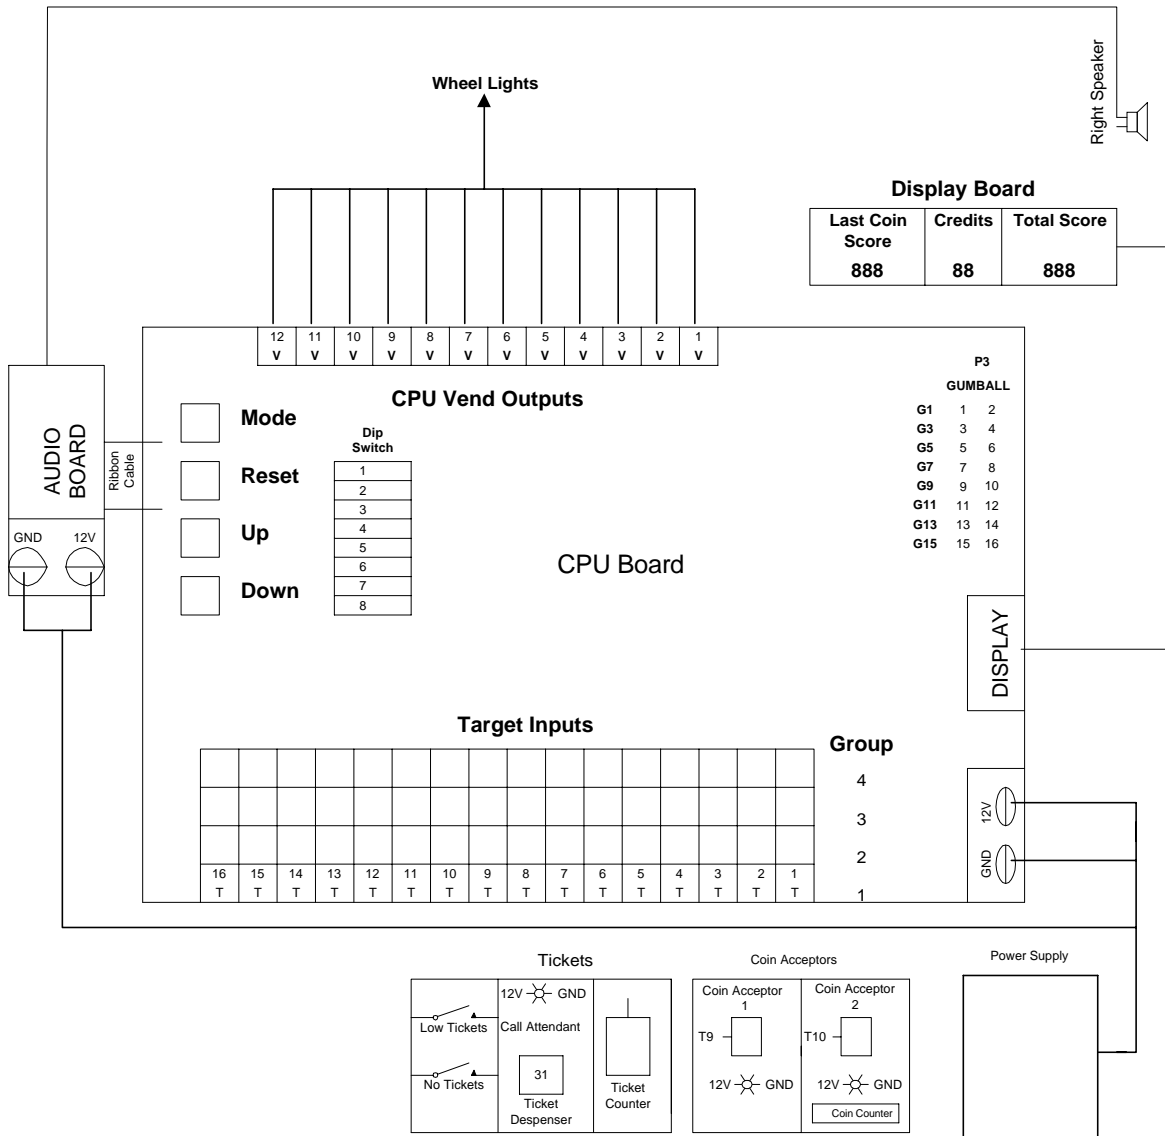 Wheel Lights
Right Speaker
Display Board
Last Coin Score Credits Total Score
888 88 888
12 11 10 9 8 7 6 5 4 3 2 1
V V V V V V V V V V V V
CPU Vend Outputs
P3
GUMBALL
G1 1 2
G3 3 4
G5 5 6
G7 7 8
G9 9 10
G11 11 12
G13 13 14
G15 15 16
AUDIO
BOARD
Ribbon
Cable
GND 12V
Mode
Reset
Up
Down
Dip
Switch
1
2
3
4
5
6
7
8
CPU Board
DISPLAY
Target Inputs
Group
4
3
2
1
16 15 14 13 12 11 10 9 8 7 6 5 4 3 2 1
T T T T T T T T T T T T T T T T
12V
GND
Tickets
Low Tickets
No Tickets
12V GND
Call Attendant
31
Ticket
Despenser
Ticket
Counter
Coin Acceptors
Coin Acceptor
1
T9
12V GND
Coin Acceptor
2
T10
12V GND
Coin Counter
Power Supply